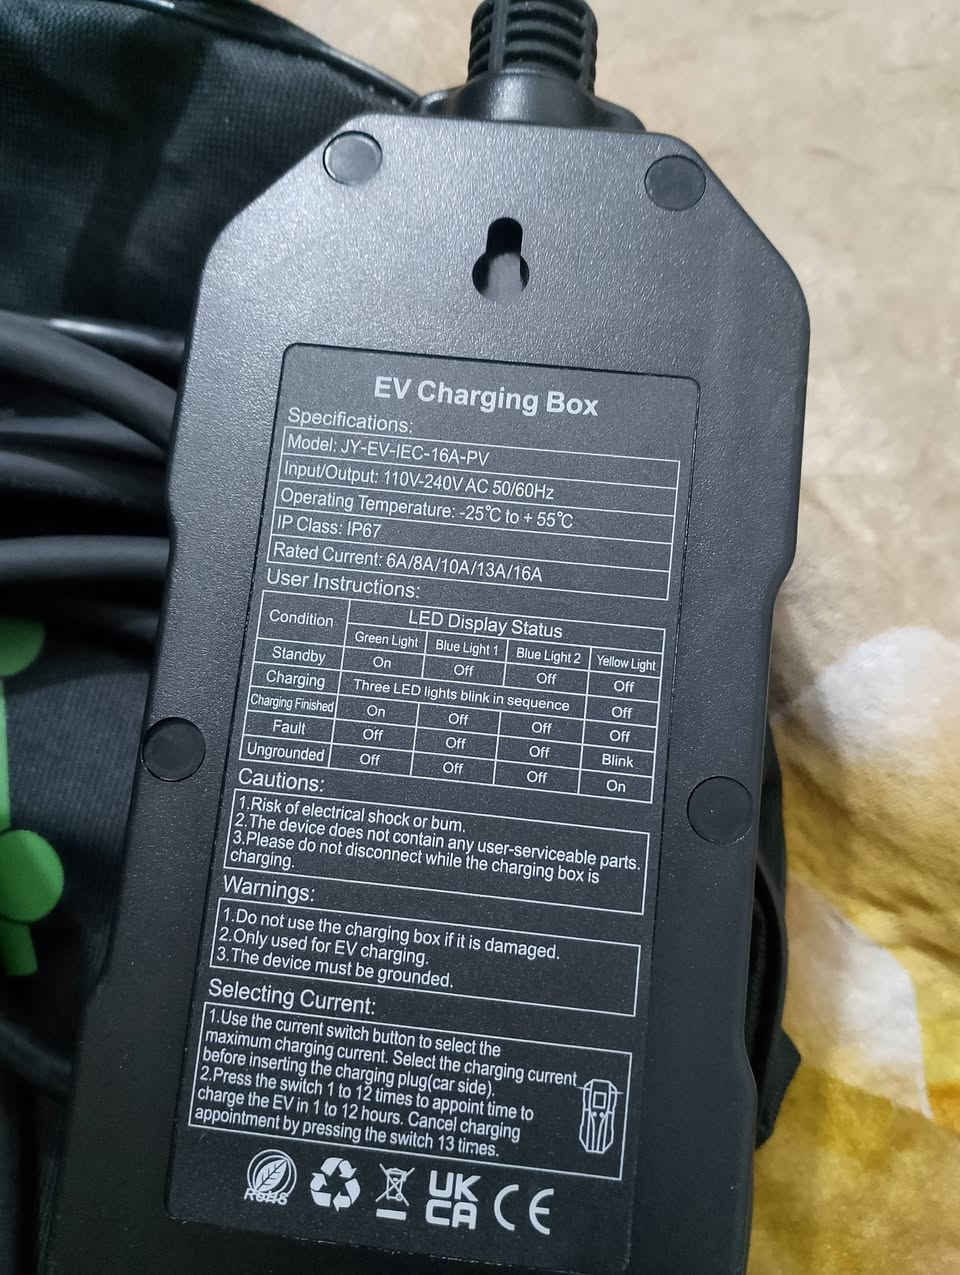 EV Charging Box
Specifications:
Model: JY-EV-IEC-16A-PV
Input/Output: 110V-240V AC 50/60Hz
Operating Temperature: -25℃ to + 55℃
IP Class: IP67
Rated Current: 6A/8A/10A/13A/16A
User Instructions:
Condition LED Display Status
Green Light Blue Light 1 Blue Light 2 Yellow Light
Standby On Off Off Off
Charging Three LED lights blink in sequence Off
Charging Finished On Off Off Off
Fault Off Off Off Blink
Ungrounded Off Off Off On
Cautions:
1.Risk of electrical shock or bum.
2.The device does not contain any user-serviceable parts.
3.Please do not disconnect while the charging box is
charging.
Warnings:
1.Do not use the charging box if it is damaged.
2.Only used for EV charging.
3.The device must be grounded.
Selecting Current:
1.Use the current switch button to select the
maximum charging current. Select the charging current
before inserting the charging plug(car side).
2.Press the switch 1 to 12 times to appoint time to
charge the EV in 1 to 12 hours. Cancel charging
appointment by pressing the switch 13 times.
RoHS UK CA CE